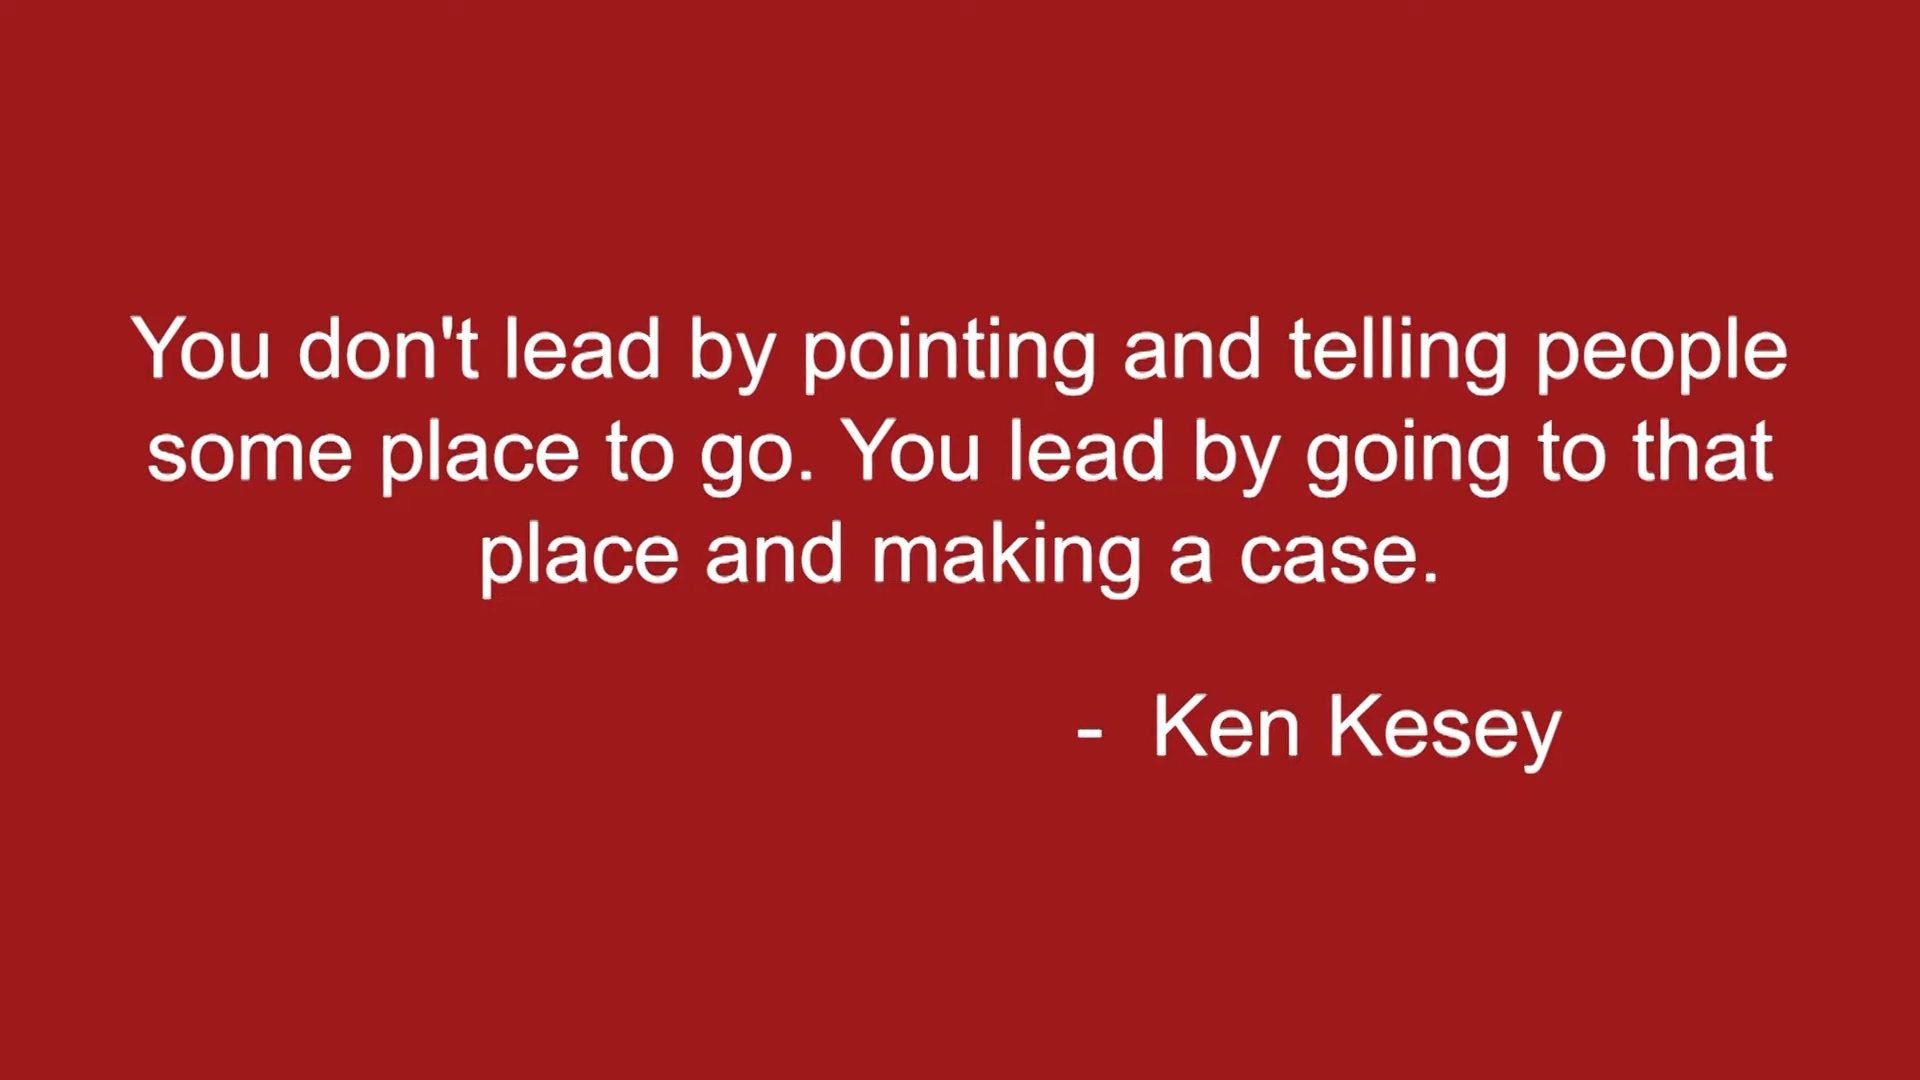 You don't lead by pointing and telling people
some place to go. You lead by going to that
place and making a case.
- Ken Kesey